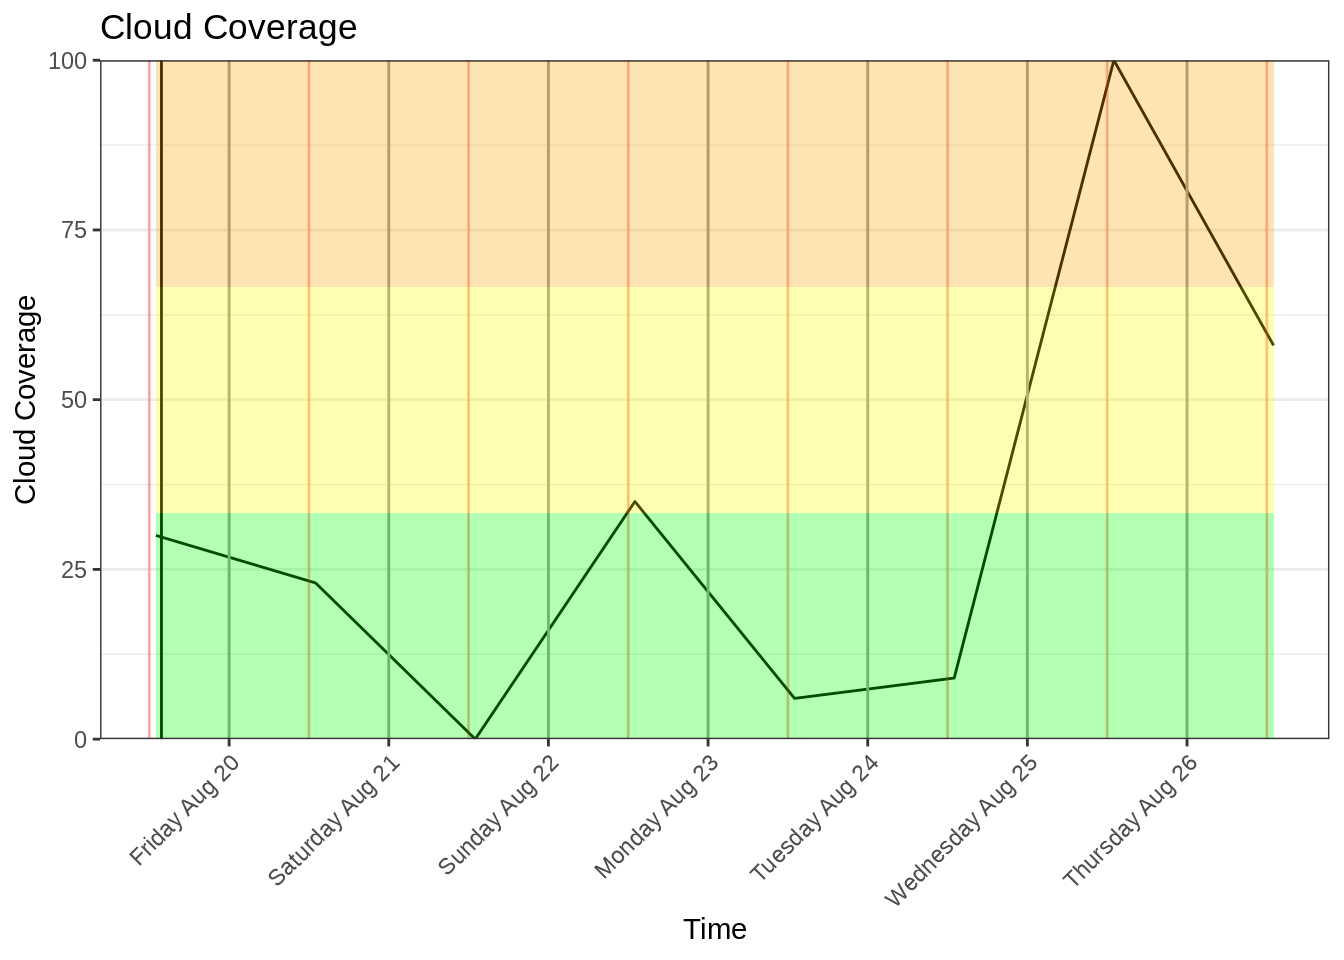 Cloud Coverage
Cloud Coverage
100
75
50
25
0
Friday Aug 20
Saturday Aug 21
Sunday Aug 22
Monday Aug 23
Tuesday Aug 24
Wednesday Aug 25
Thursday Aug 26
Time